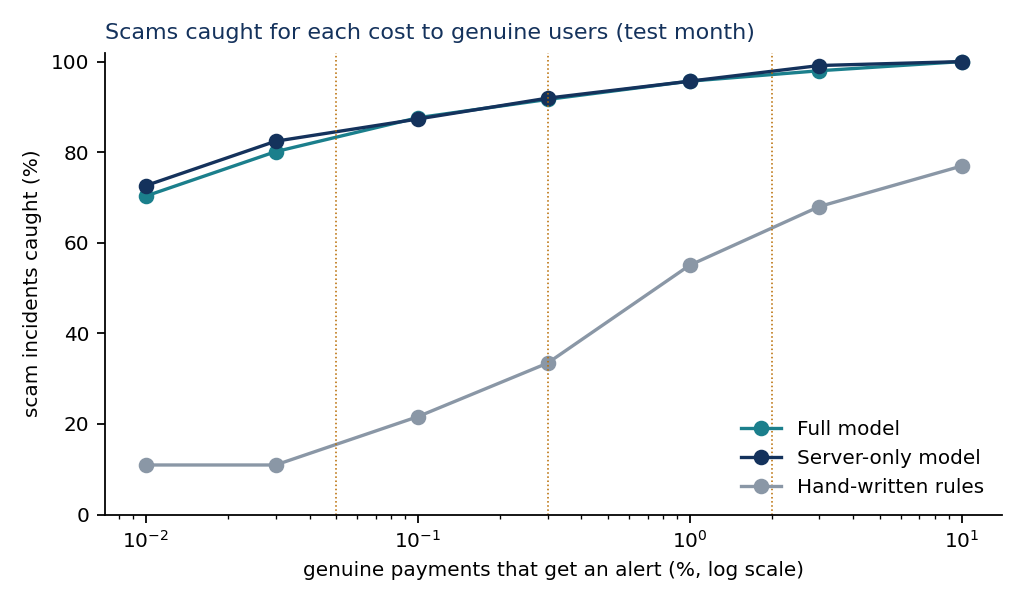 Scams caught for each cost to genuine users (test month)
scam incidents caught (%)
100
80
60
40
20
0
Full model
Server-only model
Hand-written rules
10⁻² 10⁻¹ 10⁰ 10¹
genuine payments that get an alert (%, log scale)